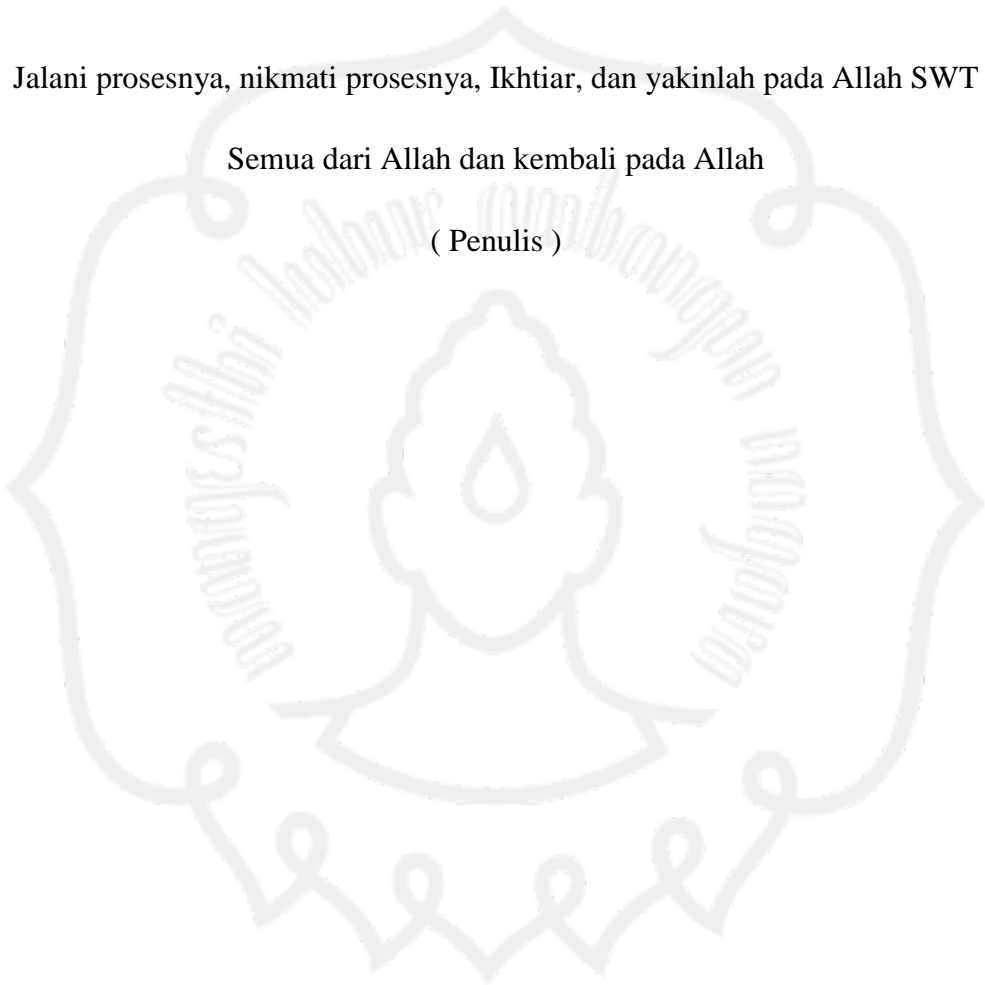 Jalani prosesnya, nikmati prosesnya, Ikhtiar, dan yakinlah pada Allah SWT
Semua dari Allah dan kembali pada Allah
( Penulis )